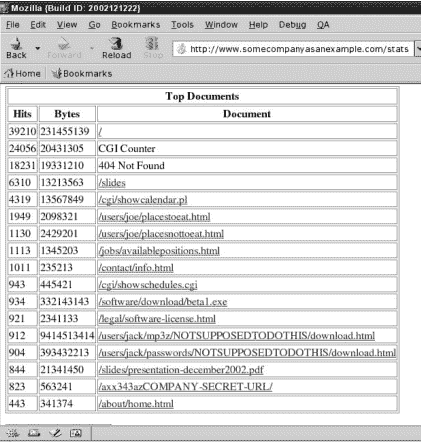 Mozilla {Build ID: 2002121222}
File Edit View Go Bookmarks Tools Window Help Debug QA
Back Forward Reload Stop http://www.somecompanyasanexample.com/stats
Home Bookmarks
Top Documents
Hits Bytes Document
39210 231455139 /
24056 20431305 CGI Counter
18231 19331210 404 Not Found
6310 13213563 /slides
4319 13567849 /cgi/showcalendar.pl
1949 2098321 /users/joe/placestoeat.html
1130 2429201 /users/joe/placesnottoeat.html
1113 1345203 /jobs/availablepositions.html
1011 235213 /contact/info.html
943 445421 /cgi/showschedules.cgi
934 332143143 /software/download/beta1.exe
921 2341133 /legal/software-license.html
912 9414513414 /users/jack/mp3z/NOTSUPPOSEDTODOTHIS/download.html
904 393432213 /users/jack/passwords/NOTSUPPOSEDTODOTHIS/download.html
844 21341450 /slides/presentation-december2002.pdf
823 563241 /axx343azCOMPANY-SECRET-URL/
443 341374 /about/home.html